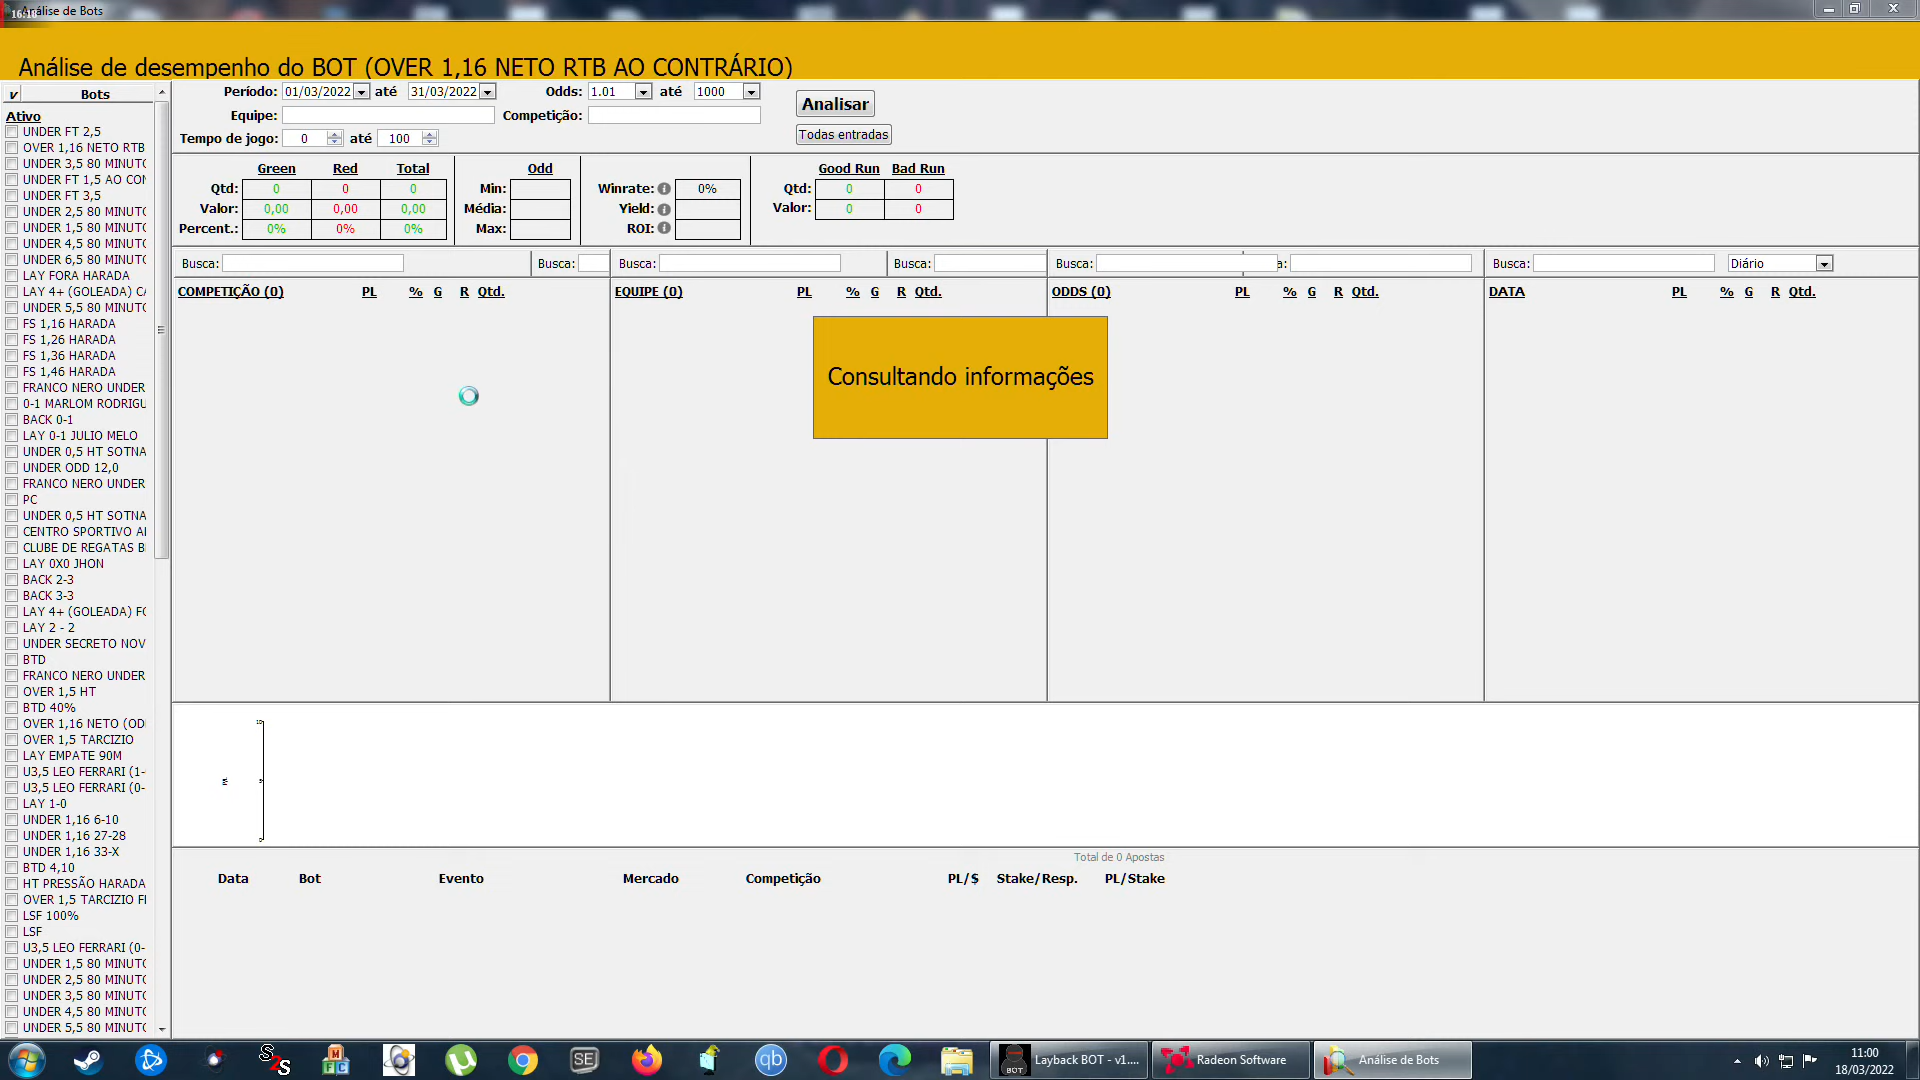 Análise de Bots
Análise de desempenho do BOT (OVER 1,16 NETO RTB AO CONTRÁRIO)
v Bots
Ativo
UNDER FT 2,5
OVER 1,16 NETO RTB
UNDER 3,5 80 MINUTO
UNDER FT 1,5 AO CON
UNDER FT 3,5
UNDER 2,5 80 MINUTO
UNDER 1,5 80 MINUTO
UNDER 4,5 80 MINUTO
UNDER 6,5 80 MINUTO
LAY FORA HARADA
LAY 4+ (GOLEADA) CA
UNDER 5,5 80 MINUTO
FS 1,16 HARADA
FS 1,26 HARADA
FS 1,36 HARADA
FS 1,46 HARADA
FRANCO NERO UNDER
0-1 MARLOM RODRIGU
BACK 0-1
LAY 0-1 JULIO MELO
UNDER 0,5 HT SOTNA
UNDER ODD 12,0
FRANCO NERO UNDER
PC
UNDER 0,5 HT SOTNA
CENTRO SPORTIVO AL
CLUBE DE REGATAS B
LAY 0X0 JHON
BACK 2-3
BACK 3-3
LAY 4+ (GOLEADA) FO
LAY 2 - 2
UNDER SECRETO NOV
BTD
FRANCO NERO UNDER
OVER 1,5 HT
BTD 40%
OVER 1,16 NETO (OD
OVER 1,5 TARCIZIO
LAY EMPATE 90M
U3,5 LEO FERRARI (1-
U3,5 LEO FERRARI (0-
LAY 1-0
UNDER 1,16 6-10
UNDER 1,16 27-28
UNDER 1,16 33-X
BTD 4,10
HT PRESSÃO HARADA
OVER 1,5 TARCIZIO F
LSF 100%
LSF
U3,5 LEO FERRARI (0-
UNDER 1,5 80 MINUTO
UNDER 2,5 80 MINUTO
UNDER 3,5 80 MINUTO
UNDER 4,5 80 MINUTO
UNDER 5,5 80 MINUTO
Período: 01/03/2022 até 31/03/2022 Odds: 1.01 até 1000
Equipe: Competição:
Tempo de jogo: 0 até 100
Analisar
Todas entradas
Green Red Total
Qtd: 0 0 0
Valor: 0,00 0,00 0,00
Percent.: 0% 0% 0%
Odd
Min:
Média:
Max:
Winrate: 0%
Yield:
ROI:
Good Run Bad Run
Qtd: 0 0
Valor: 0 0
Busca: Busca: Busca: Busca: Busca: a: Busca: Diário
COMPETIÇÃO (0) PL % G R Qtd.
EQUIPE (0) PL % G R Qtd.
ODDS (0) PL % G R Qtd.
DATA PL % G R Qtd.
Consultando informações
Total de 0 Apostas
Data Bot Evento Mercado Competição PL/$ Stake/Resp. PL/Stake
Layback BOT - v1.... Radeon Software Análise de Bots
11:00
18/03/2022